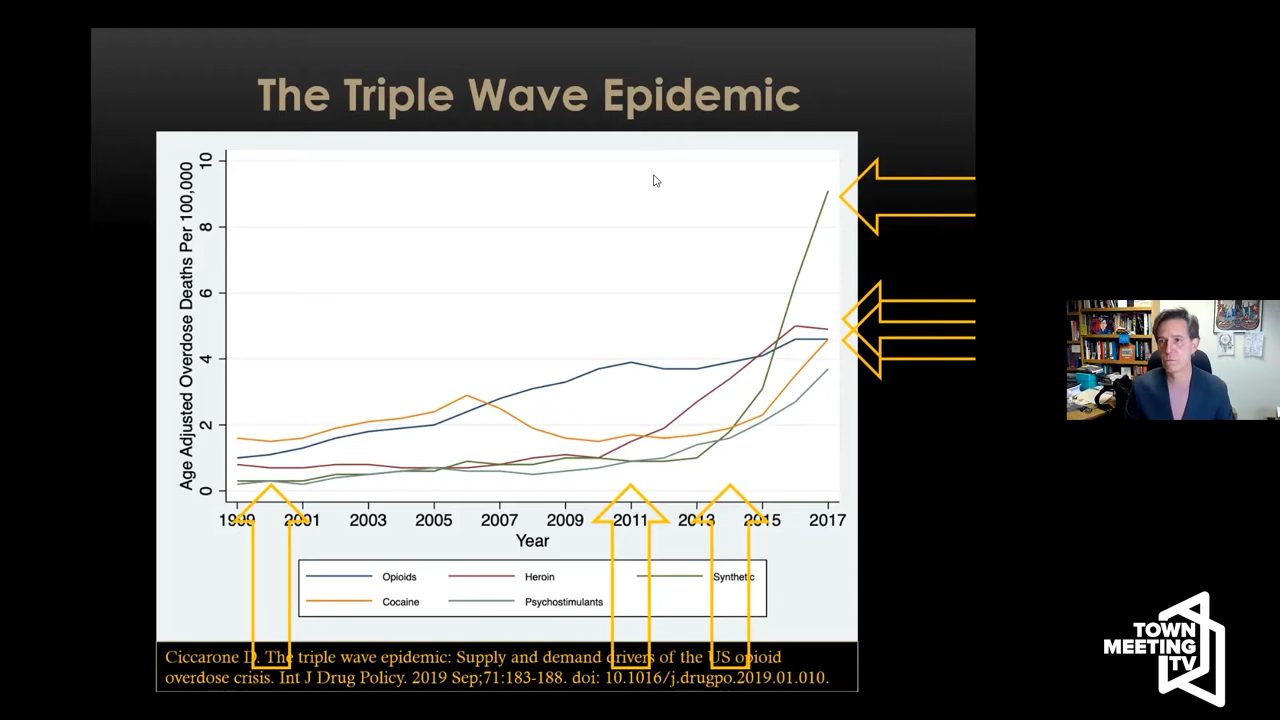 The Triple Wave Epidemic
Age Adjusted Overdose Deaths Per 100,000
10
8
6
4
2
0
1999 2001 2003 2005 2007 2009 2011 2013 2015 2017
Year
Opioids Heroin Synthetic
Cocaine Psychostimulants
Ciccarone D. The triple wave epidemic: Supply and demand drivers of the US opioid
overdose crisis. Int J Drug Policy. 2019 Sep;71:183-188. doi: 10.1016/j.drugpo.2019.01.010.
TOWN
MEETING
TV